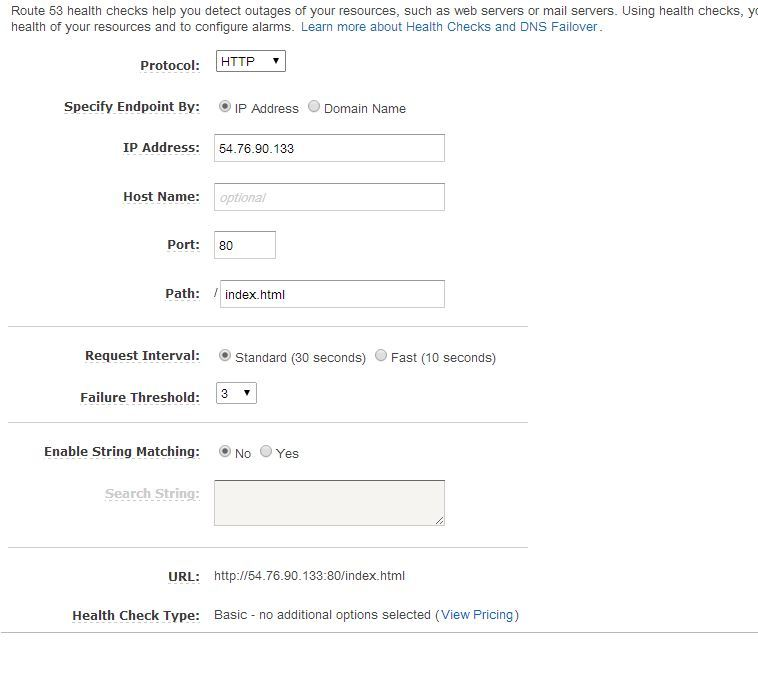 Route 53 health checks help you detect outages of your resources, such as web servers or mail servers. Using health checks,
health of your resources and to configure alarms. Learn more about Health Checks and DNS Failover.
Protocol: HTTP
Specify Endpoint By: IP Address Domain Name
IP Address: 54.76.90.133
Host Name: optional
Port: 80
Path: / index.html
Request Interval: Standard (30 seconds) Fast (10 seconds)
Failure Threshold: 3
Enable String Matching: No Yes
Search String:
URL: http://54.76.90.133:80/index.html
Health Check Type: Basic - no additional options selected (View Pricing)